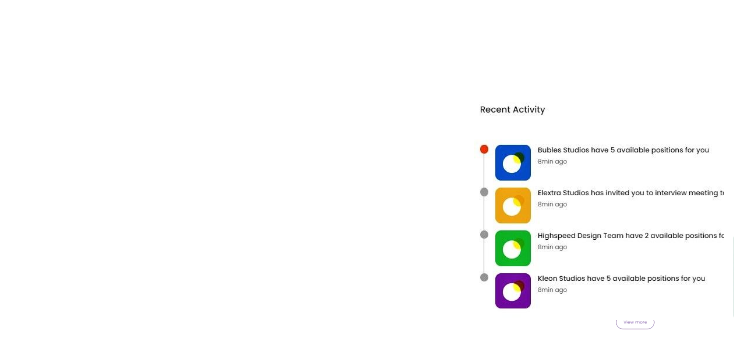 Recent Activity
Bubles Studios have 5 available positions for you
8min ago
Elextra Studios has invited you to interview meeting
8min ago
Highspeed Design Team have 2 available positions
8min ago
Kleon Studios have 5 available positions for you
8min ago
View more